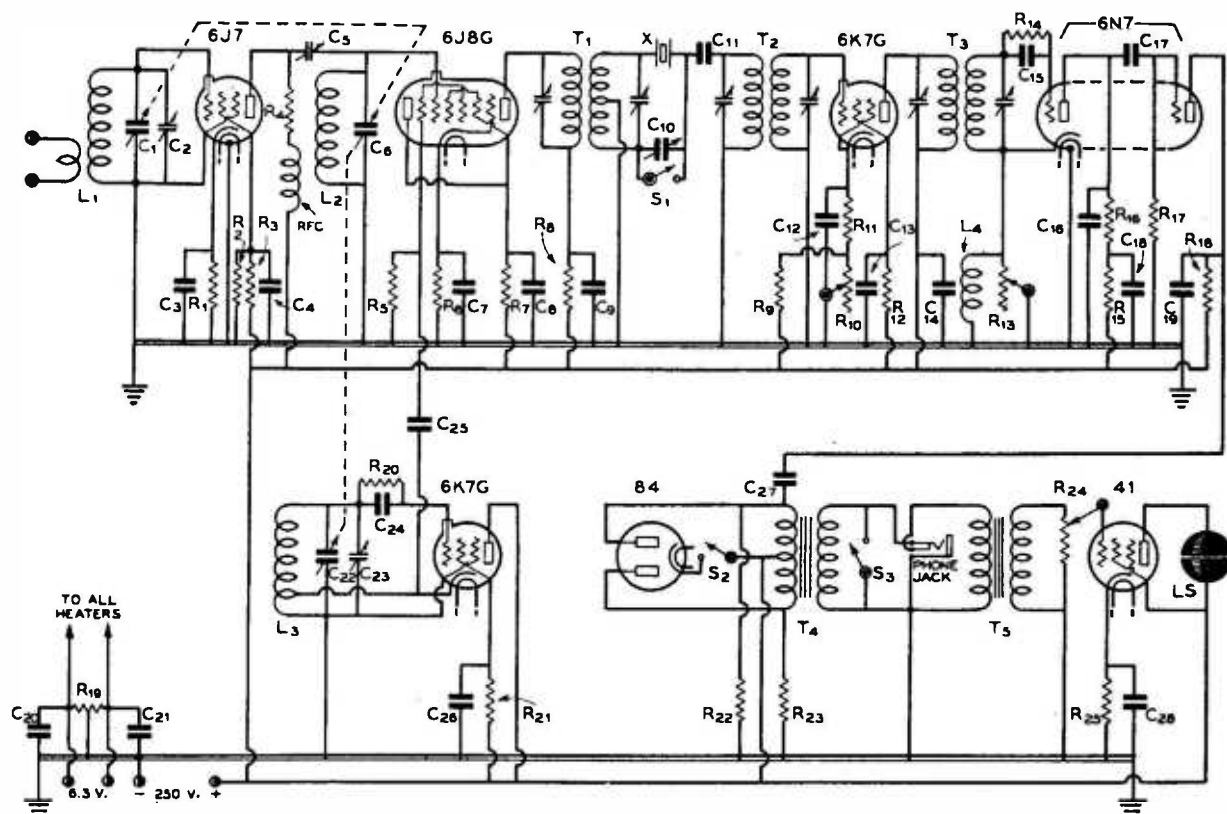 6J7 C5 6J8G T1 X C11 T2 6K7G T3 R14 6N7
C15 C17
R
C1 C2 C6 C10
L1 L2 S1
RFC
R2 R3 R8 C12 R11 C13 L4 C16 R16 R17
C18 R18
C3 R1 C4 R5 R6 C7 R7 C8 C9 R9 R10 R12 C14 R13 R15 C19
C25
R20 6K7G 84 C27 R24 41
C24
C22 C23 S2 S3 PHONE JACK LS
L3 T4 T5
TO ALL
HEATERS
R19
C20 C21 C26 R21 R22 R23 R25 C28
6.3 V. - 250 V. +